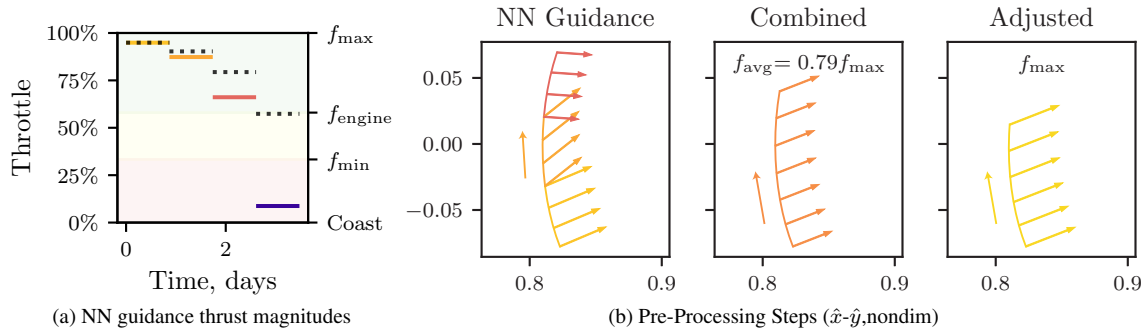 NN Guidance Combined Adjusted
100%
75%
50%
25%
0%
Throttle
f_max
f_engine
f_min
Coast
0 2
Time, days
(a) NN guidance thrust magnitudes
0.05
0.00
−0.05
f_avg = 0.79f_max
f_max
0.8 0.9 0.8 0.9 0.8 0.9
(b) Pre-Processing Steps (x̂-ŷ,nondim)